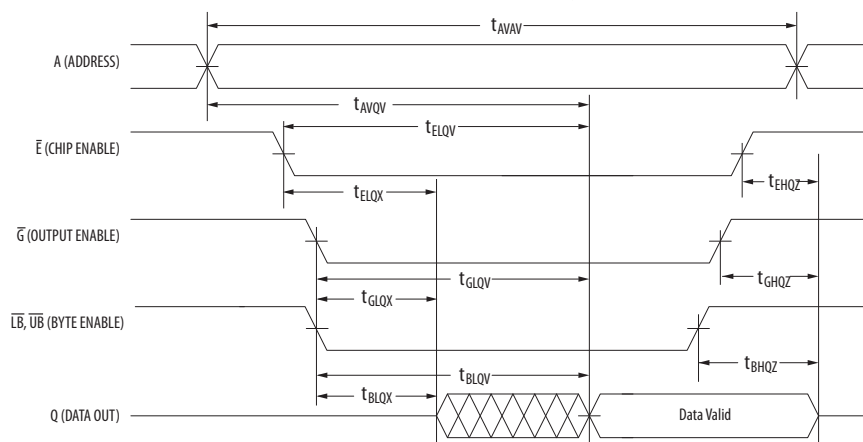 tAVAV
A (ADDRESS)
tAVQV
tELQV
E̅ (CHIP ENABLE)
tELQX
tEHQZ
G̅ (OUTPUT ENABLE)
tGLQV
tGHQZ
tGLQX
L̅B̅, U̅B̅ (BYTE ENABLE)
tBHQZ
tBLQV
tBLQX
Q (DATA OUT)
Data Valid